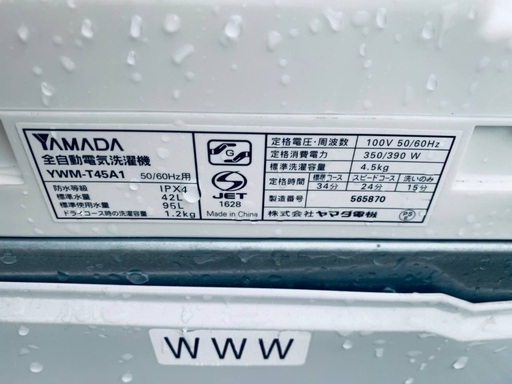 YAMADA
全自動電気洗濯機
YWM-T45A1 50/60Hz用
防水等級 IPX4
標準水量 42L
標準使用水量 95L
ドライコース時の洗濯容量 1.2kg
G
S
JET
1628
Made in China
定格電圧・周波数 100V 50/60Hz
定格消費電力 350/390 W
標準洗濯容量 4.5kg
定格時間 標準コース スピードコース 洗いのみ
34分 24分 15分
製造番号 565870
株式会社 ヤマダ電機 PS E
WWW